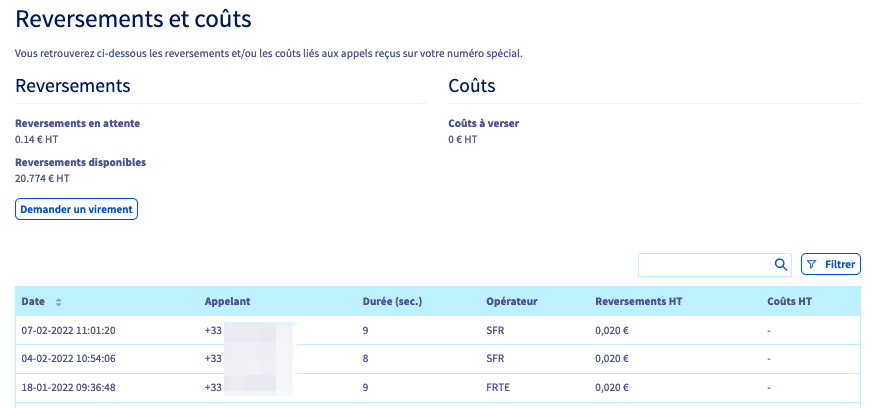 Reversements et coûts
Vous retrouverez ci-dessous les reversements et/ou les coûts liés aux appels reçus sur votre numéro spécial.
Reversements
Coûts
Reversements en attente
0.14 € HT
Coûts à verser
0 € HT
Reversements disponibles
20.774 € HT
Demander un virement
Filtrer
Date Appelant Durée (sec.) Opérateur Reversements HT Coûts HT
07-02-2022 11:01:20 +33 9 SFR 0,020 € -
04-02-2022 10:54:06 +33 8 SFR 0,020 € -
18-01-2022 09:36:48 +33 9 FRTE 0,020 € -